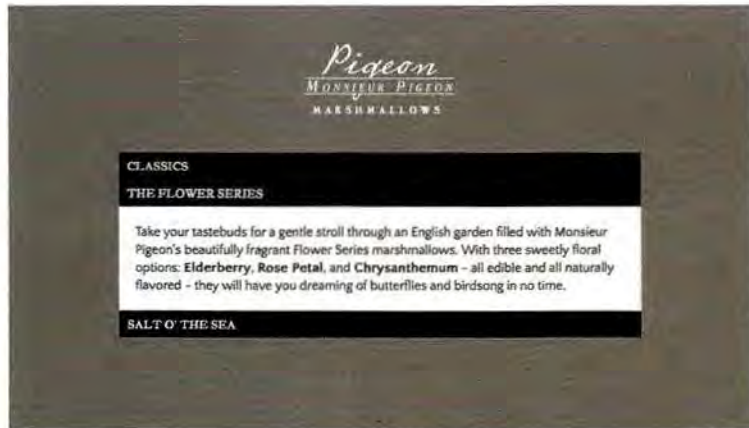 Pigeon
MONSIEUR PIGEON
MARSHMALLOWS
CLASSICS
THE FLOWER SERIES
Take your tastebuds for a gentle stroll through an English garden filled with Monsieur
Pigeon's beautifully fragrant Flower Series marshmallows. With three sweetly floral
options: Elderberry, Rose Petal, and Chrysanthemum – all edible and all naturally
flavored – they will have you dreaming of butterflies and birdsong in no time.
SALT O' THE SEA